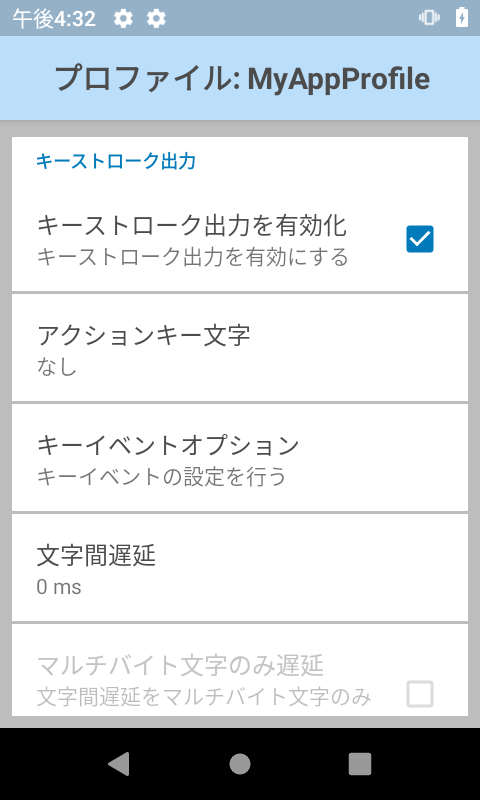 午後4:32
プロファイル: MyAppProfile
キーストローク出力
キーストローク出力を有効化
キーストローク出力を有効にする
アクションキー文字
なし
キーイベントオプション
キーイベントの設定を行う
文字間遅延
0 ms
マルチバイト文字のみ遅延
文字間遅延をマルチバイト文字のみ